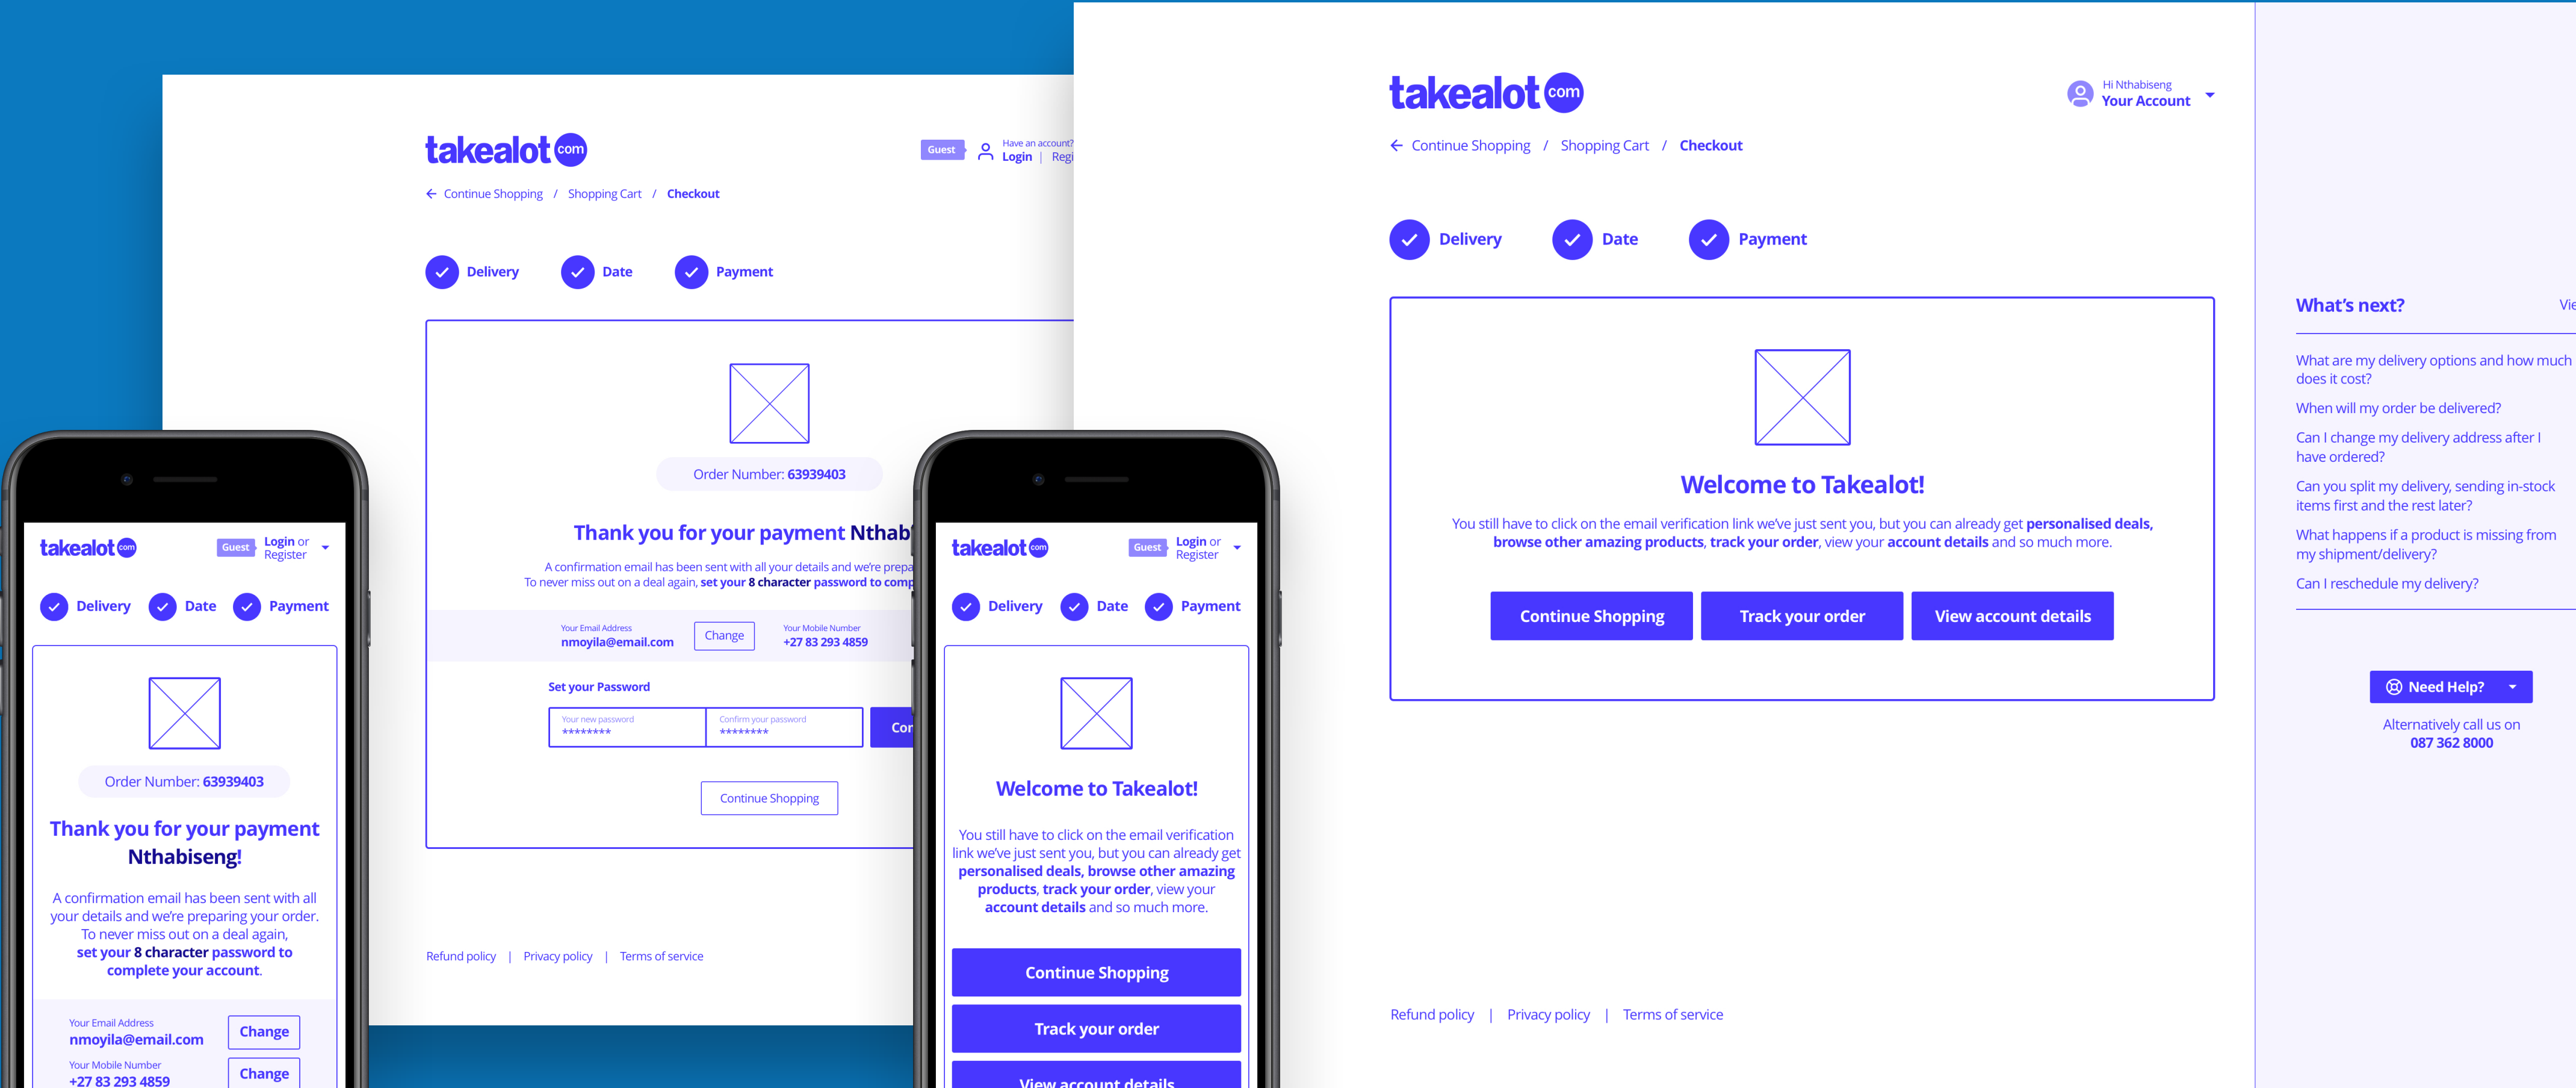 takealot com
Guest
Have an account?
Login | Regi
Continue Shopping / Shopping Cart / Checkout
Delivery
Date
Payment
Order Number: 63939403
Thank you for your payment Nthab
A confirmation email has been sent with all your details and we're prepa
To never miss out on a deal again, set your 8 character password to comp
Your Email Address
nmoyila@email.com
Change
Your Mobile Number
+27 83 293 4859
Set your Password
Your new password
********
Confirm your password
********
Con
Continue Shopping
Refund policy | Privacy policy | Terms of service
takealot com
Guest
Login or
Register
Delivery
Date
Payment
Order Number: 63939403
Thank you for your payment
Nthabiseng!
A confirmation email has been sent with all
your details and we're preparing your order.
To never miss out on a deal again,
set your 8 character password to
complete your account.
Your Email Address
nmoyila@email.com
Change
Your Mobile Number
+27 83 293 4859
Change
takealot com
Guest
Login or
Register
Delivery
Date
Payment
Welcome to Takealot!
You still have to click on the email verification
link we've just sent you, but you can already get
personalised deals, browse other amazing
products, track your order, view your
account details and so much more.
Continue Shopping
Track your order
View account details
takealot com
Hi Nthabiseng
Your Account
Continue Shopping / Shopping Cart / Checkout
Delivery
Date
Payment
Welcome to Takealot!
You still have to click on the email verification link we've just sent you, but you can already get personalised deals,
browse other amazing products, track your order, view your account details and so much more.
Continue Shopping
Track your order
View account details
Refund policy | Privacy policy | Terms of service
What's next?
Vie
What are my delivery options and how much
does it cost?
When will my order be delivered?
Can I change my delivery address after I
have ordered?
Can you split my delivery, sending in-stock
items first and the rest later?
What happens if a product is missing from
my shipment/delivery?
Can I reschedule my delivery?
Need Help?
Alternatively call us on
087 362 8000